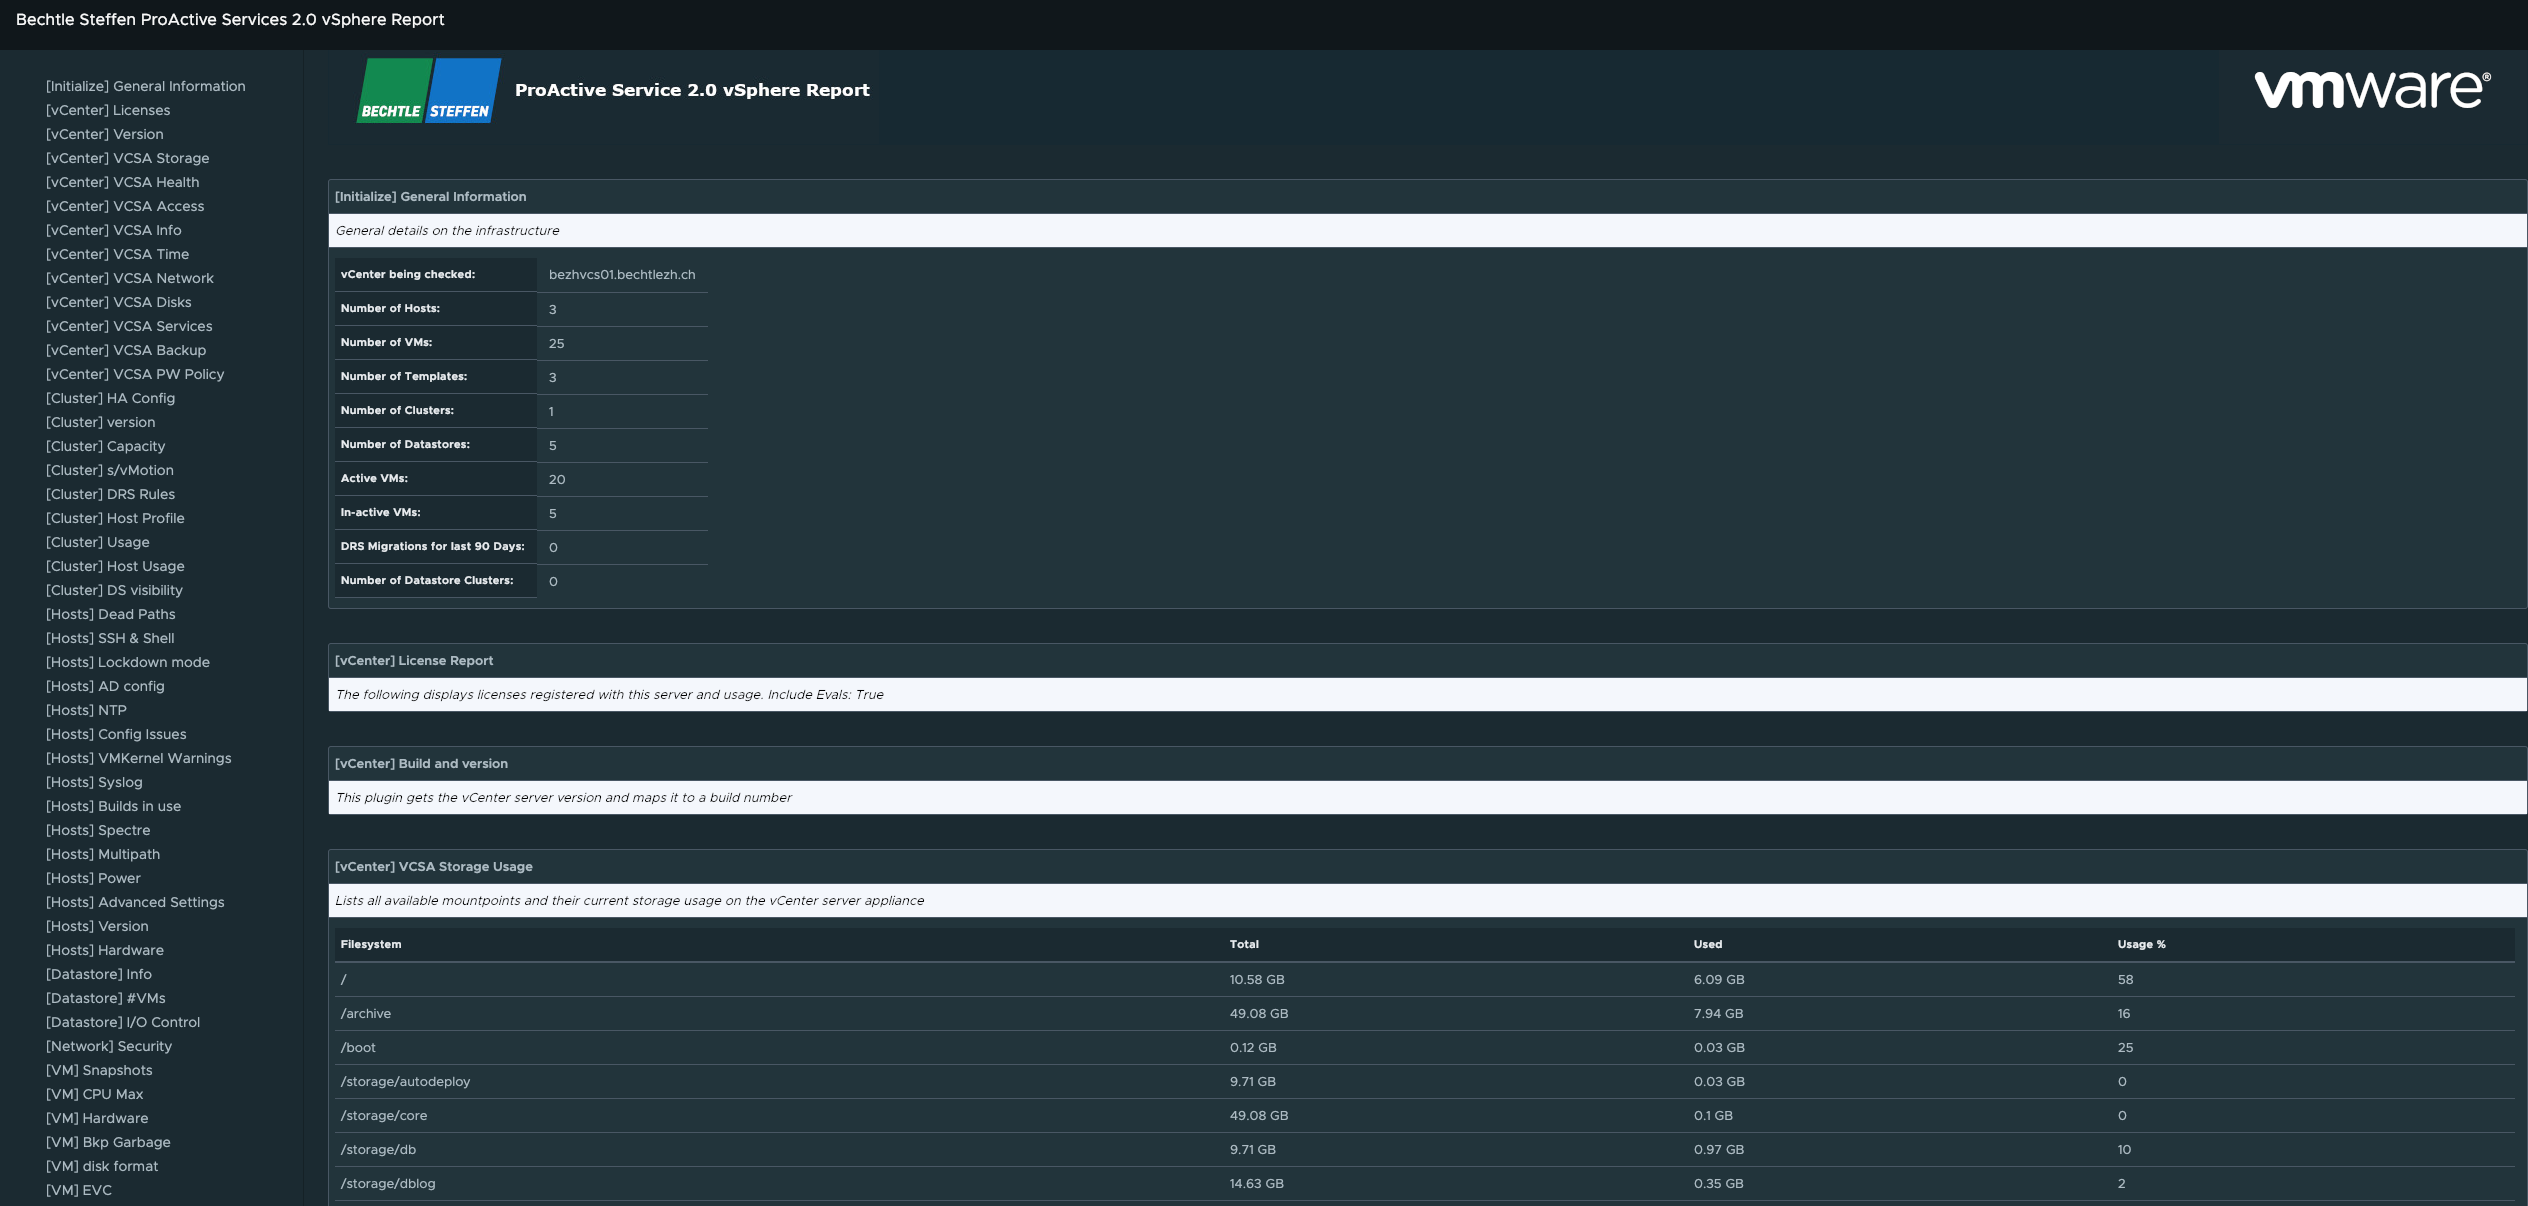 Bechtle Steffen ProActive Services 2.0 vSphere Report
[Initialize] General Information
[vCenter] Licenses
[vCenter] Version
[vCenter] VCSA Storage
[vCenter] VCSA Health
[vCenter] VCSA Access
[vCenter] VCSA Info
[vCenter] VCSA Time
[vCenter] VCSA Network
[vCenter] VCSA Disks
[vCenter] VCSA Services
[vCenter] VCSA Backup
[vCenter] VCSA PW Policy
[Cluster] HA Config
[Cluster] version
[Cluster] Capacity
[Cluster] s/vMotion
[Cluster] DRS Rules
[Cluster] Host Profile
[Cluster] Usage
[Cluster] Host Usage
[Cluster] DS visibility
[Hosts] Dead Paths
[Hosts] SSH & Shell
[Hosts] Lockdown mode
[Hosts] AD config
[Hosts] NTP
[Hosts] Config Issues
[Hosts] VMKernel Warnings
[Hosts] Syslog
[Hosts] Builds in use
[Hosts] Spectre
[Hosts] Multipath
[Hosts] Power
[Hosts] Advanced Settings
[Hosts] Version
[Hosts] Hardware
[Datastore] Info
[Datastore] #VMs
[Datastore] I/O Control
[Network] Security
[VM] Snapshots
[VM] CPU Max
[VM] Hardware
[VM] Bkp Garbage
[VM] disk format
[VM] EVC
BECHTLE STEFFEN ProActive Service 2.0 vSphere Report vmware®
[Initialize] General Information
General details on the infrastructure
vCenter being checked: bezhvcs01.bechtlezh.ch
Number of Hosts: 3
Number of VMs: 25
Number of Templates: 3
Number of Clusters: 1
Number of Datastores: 5
Active VMs: 20
In-active VMs: 5
DRS Migrations for last 90 Days: 0
Number of Datastore Clusters: 0
[vCenter] License Report
The following displays licenses registered with this server and usage. Include Evals: True
[vCenter] Build and version
This plugin gets the vCenter server version and maps it to a build number
[vCenter] VCSA Storage Usage
Lists all available mountpoints and their current storage usage on the vCenter server appliance
Filesystem Total Used Usage %
/ 10.58 GB 6.09 GB 58
/archive 49.08 GB 7.94 GB 16
/boot 0.12 GB 0.03 GB 25
/storage/autodeploy 9.71 GB 0.03 GB 0
/storage/core 49.08 GB 0.1 GB 0
/storage/db 9.71 GB 0.97 GB 10
/storage/dblog 14.63 GB 0.35 GB 2